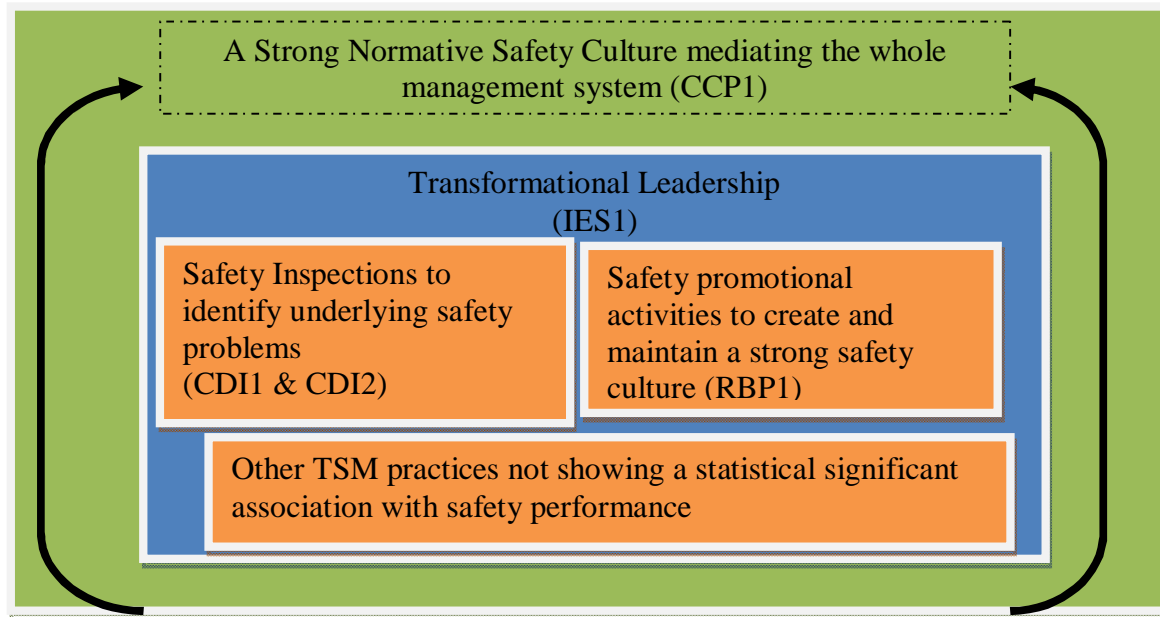 A Strong Normative Safety Culture mediating the whole
management system (CCP1)
Transformational Leadership
(IES1)
Safety Inspections to
identify underlying safety
problems
(CDI1 & CDI2)
Safety promotional
activities to create and
maintain a strong safety
culture (RBP1)
Other TSM practices not showing a statistical significant
association with safety performance